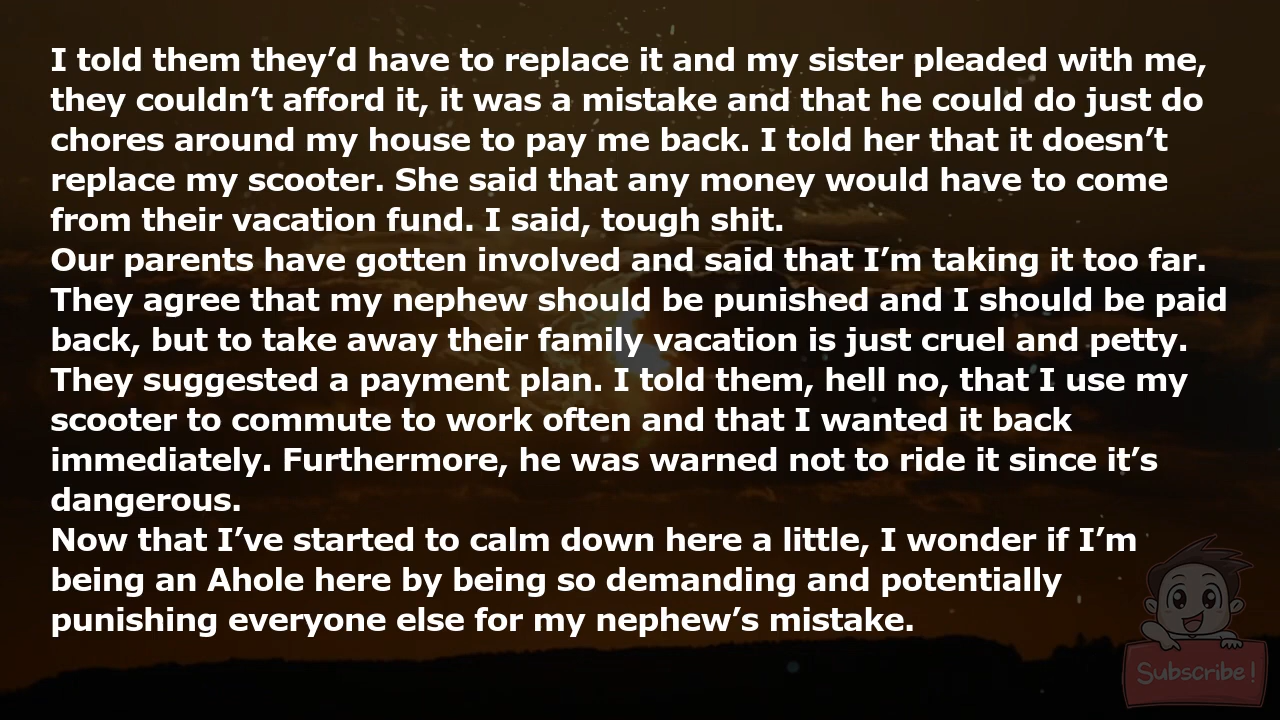 I told them they’d have to replace it and my sister pleaded with me,
they couldn’t afford it, it was a mistake and that he could do just do
chores around my house to pay me back. I told her that it doesn’t
replace my scooter. She said that any money would have to come
from their vacation fund. I said, tough shit.
Our parents have gotten involved and said that I’m taking it too far.
They agree that my nephew should be punished and I should be paid
back, but to take away their family vacation is just cruel and petty.
They suggested a payment plan. I told them, hell no, that I use my
scooter to commute to work often and that I wanted it back
immediately. Furthermore, he was warned not to ride it since it’s
dangerous.
Now that I’ve started to calm down here a little, I wonder if I’m
being an Ahole here by being so demanding and potentially
punishing everyone else for my nephew’s mistake.
Subscribe!